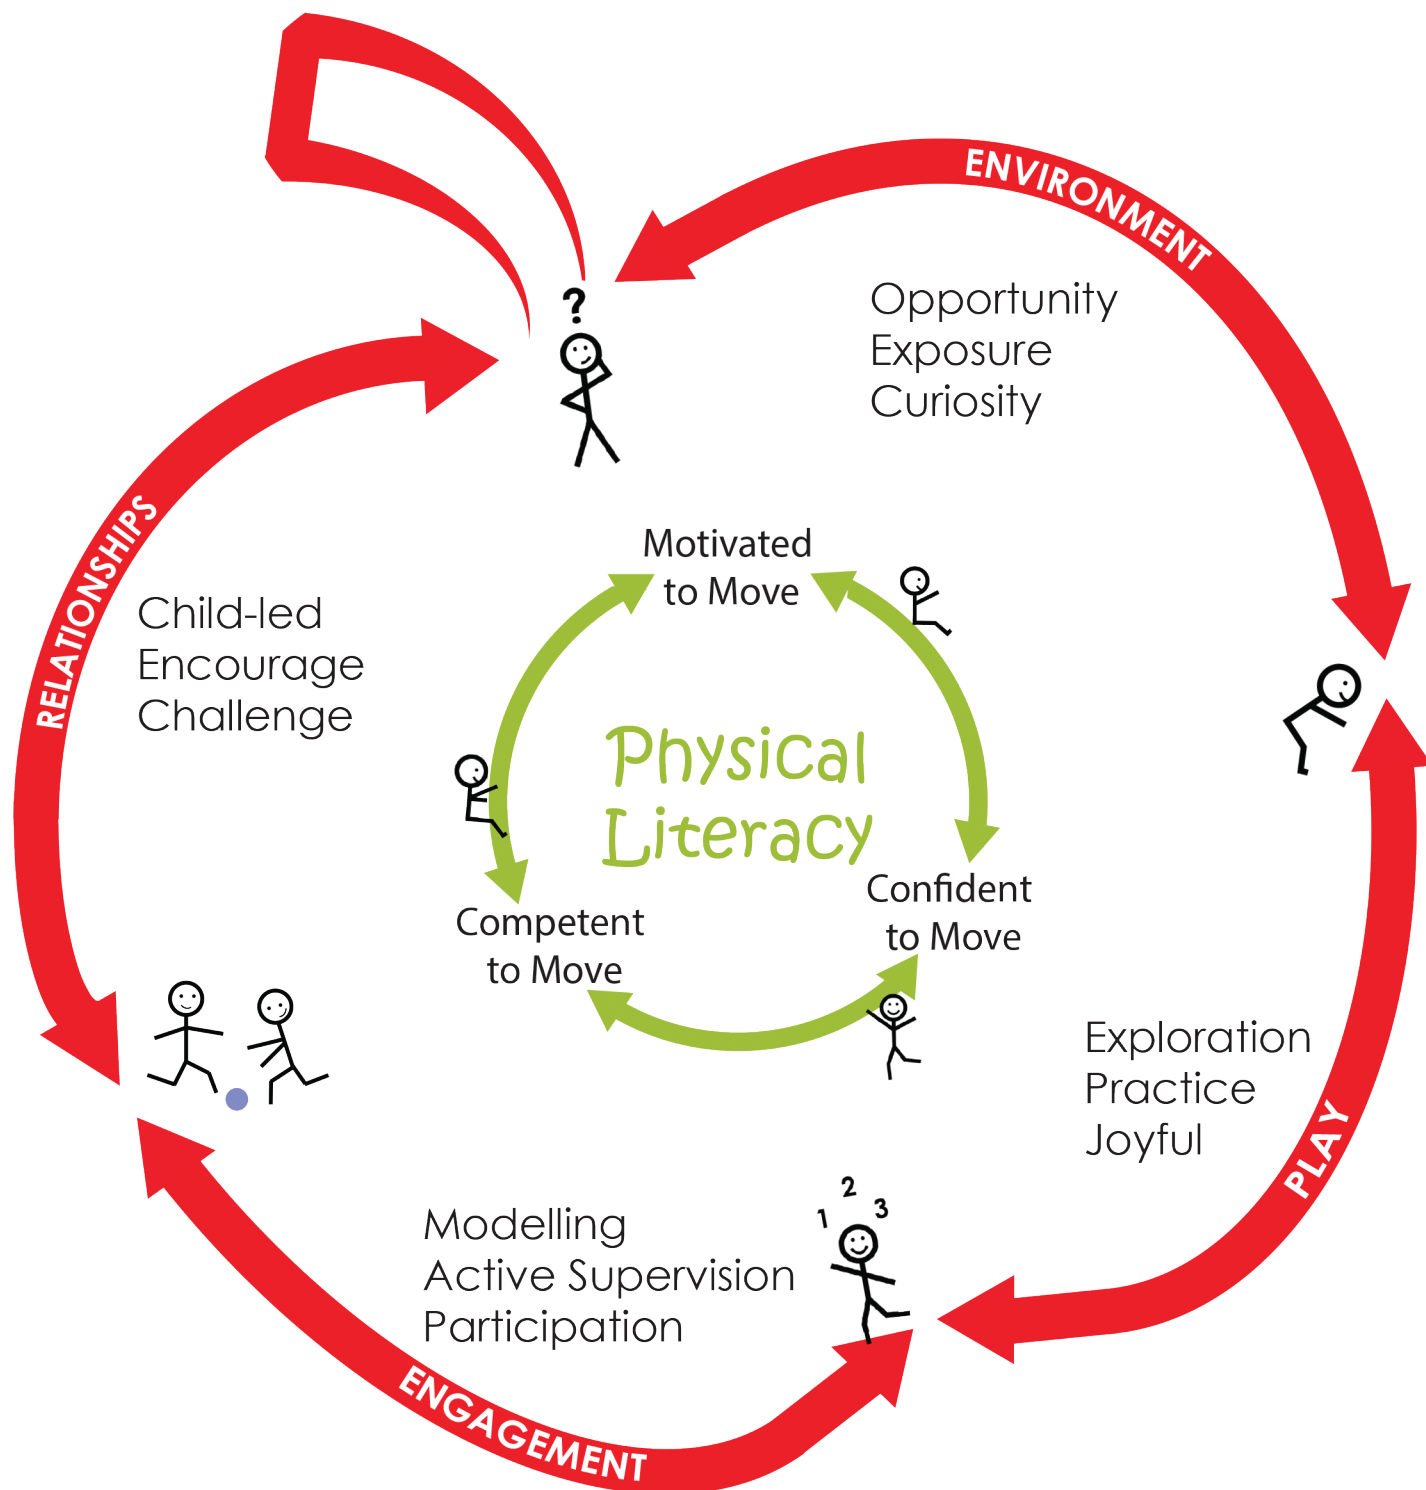 ENVIRONMENT
Opportunity
Exposure
Curiosity
?
RELATIONSHIPS
Child-led
Encourage
Challenge
Motivated
to Move
Physical
Literacy
Confident
to Move
Competent
to Move
Exploration
Practice
Joyful
PLAY
1 2 3
Modelling
Active Supervision
Participation
ENGAGEMENT